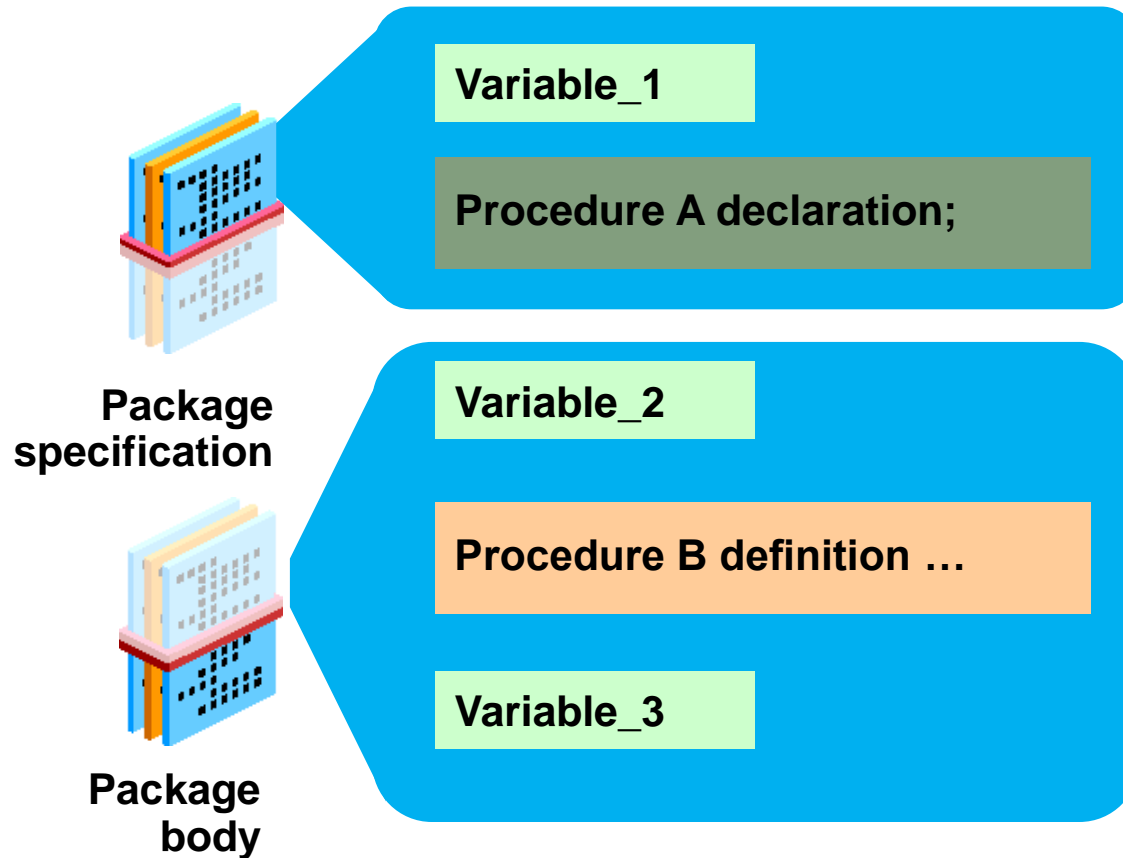 Variable_1
Procedure A declaration;
Package
specification
Variable_2
Procedure B definition …
Variable_3
Package
body